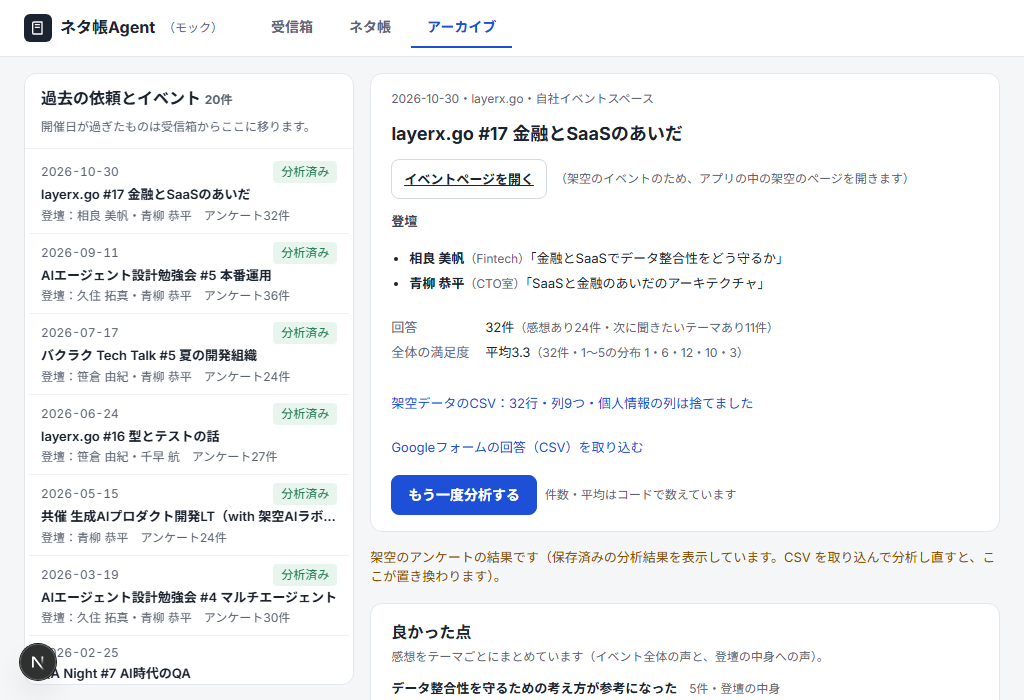 ネタ帳Agent （モック） 受信箱 ネタ帳 アーカイブ
過去の依頼とイベント 20件
開催日が過ぎたものは受信箱からここに移ります。
2026-10-30 分析済み
layerx.go #17 金融とSaaSのあいだ
登壇：相良 美帆・青柳 恭平 アンケート32件
2026-09-11 分析済み
AIエージェント設計勉強会 #5 本番運用
登壇：久住 拓真・青柳 恭平 アンケート36件
2026-07-17 分析済み
バクラク Tech Talk #5 夏の開発組織
登壇：笹倉 由紀・青柳 恭平 アンケート24件
2026-06-24 分析済み
layerx.go #16 型とテストの話
登壇：笹倉 由紀・千早 航 アンケート27件
2026-05-15 分析済み
共催 生成AIプロダクト開発LT（with 架空AIラボ…
登壇：青柳 恭平 アンケート24件
2026-03-19 分析済み
AIエージェント設計勉強会 #4 マルチエージェント
登壇：久住 拓真・青柳 恭平 アンケート30件
26-02-25
A Night #7 AI時代のQA
N
2026-10-30・layerx.go・自社イベントスペース
layerx.go #17 金融とSaaSのあいだ
イベントページを開く （架空のイベントのため、アプリの中の架空のページを開きます）
登壇
• 相良 美帆（Fintech）「金融とSaaSでデータ整合性をどう守るか」
• 青柳 恭平（CTO室）「SaaSと金融のあいだのアーキテクチャ」
回答 32件（感想あり24件・次に聞きたいテーマあり11件）
全体の満足度 平均3.3（32件・1〜5の分布 1・6・12・10・3）
架空データのCSV：32行・列9つ・個人情報の列は捨てました
Googleフォームの回答（CSV）を取り込む
もう一度分析する 件数・平均はコードで数えています
架空のアンケートの結果です（保存済みの分析結果を表示しています。CSV を取り込んで分析し直すと、こ
こが置き換わります）。
良かった点
感想をテーマごとにまとめています（イベント全体の声と、登壇の中身への声）。
データ整合性を守るための考え方が参考になった 5件・登壇の中身